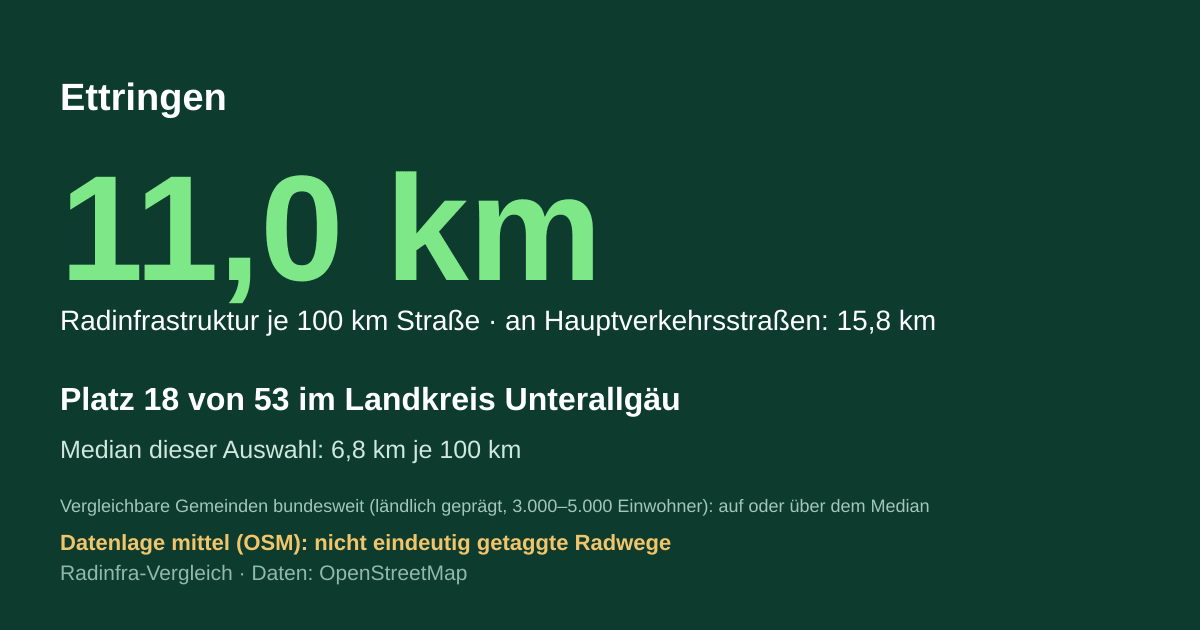 Ettringen
11,0 km
Radinfrastruktur je 100 km Straße · an Hauptverkehrsstraßen: 15,8 km
Platz 18 von 53 im Landkreis Unterallgäu
Median dieser Auswahl: 6,8 km je 100 km
Vergleichbare Gemeinden bundesweit (ländlich geprägt, 3.000–5.000 Einwohner): auf oder über dem Median
Datenlage mittel (OSM): nicht eindeutig getaggte Radwege
Radinfra-Vergleich · Daten: OpenStreetMap